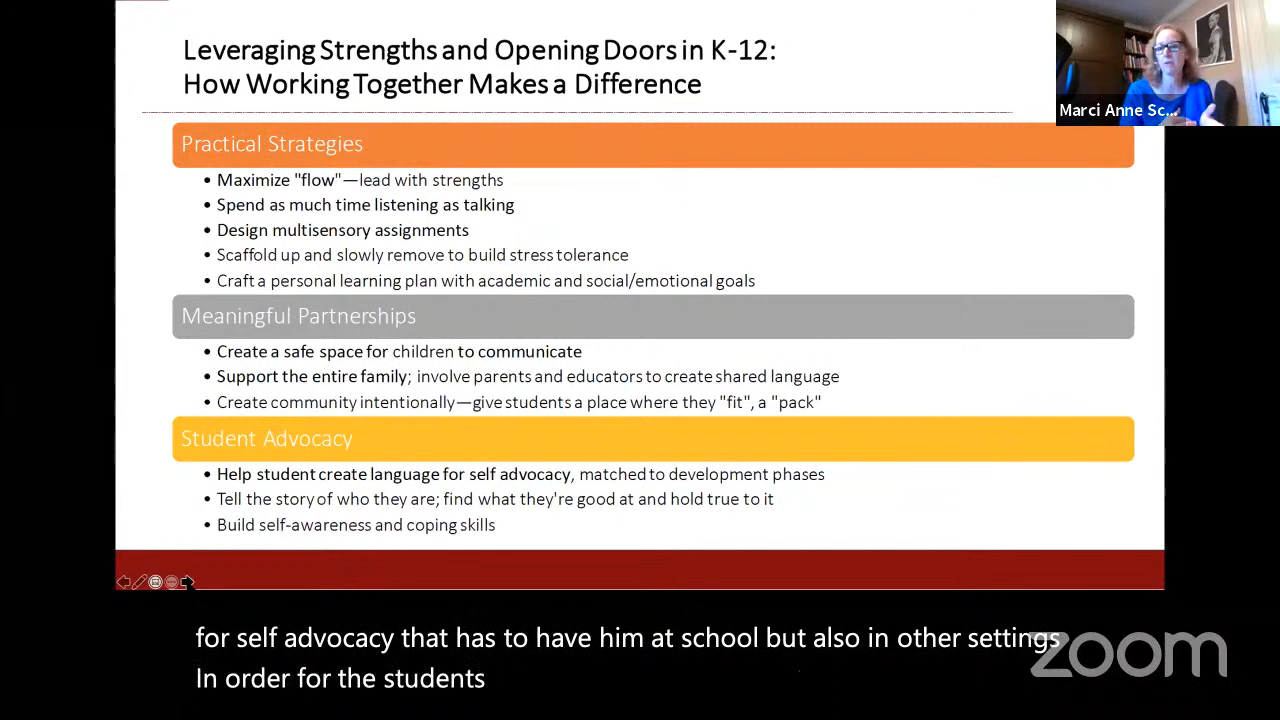 Leveraging Strengths and Opening Doors in K-12:
How Working Together Makes a Difference
Marci Anne Sc...
Practical Strategies
• Maximize "flow"—lead with strengths
• Spend as much time listening as talking
• Design multisensory assignments
• Scaffold up and slowly remove to build stress tolerance
• Craft a personal learning plan with academic and social/emotional goals
Meaningful Partnerships
• Create a safe space for children to communicate
• Support the entire family; involve parents and educators to create shared language
• Create community intentionally—give students a place where they "fit", a "pack"
Student Advocacy
• Help student create language for self advocacy, matched to development phases
• Tell the story of who they are; find what they're good at and hold true to it
• Build self-awareness and coping skills
for self advocacy that has to have him at school but also in other settings
In order for the students
zoom